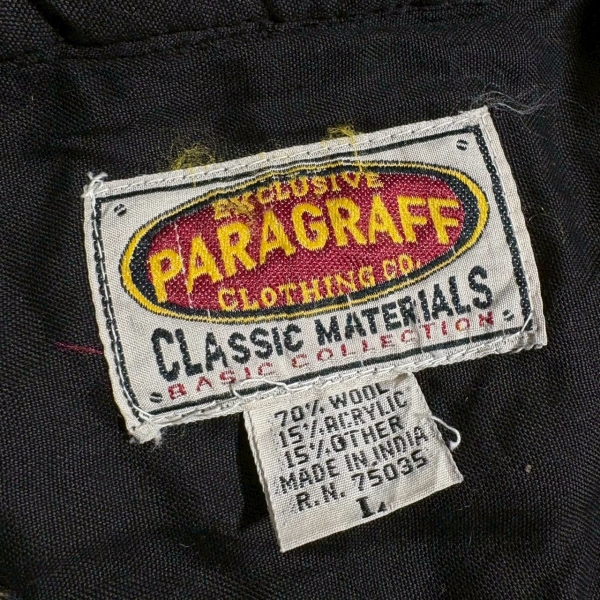 EXCLUSIVE
PARAGRAFF
CLOTHING CO.
CLASSIC MATERIALS
BASIC COLLECTION
70% WOOL
15% ACRYLIC
15% OTHER
MADE IN INDIA
R.N. 75035
L